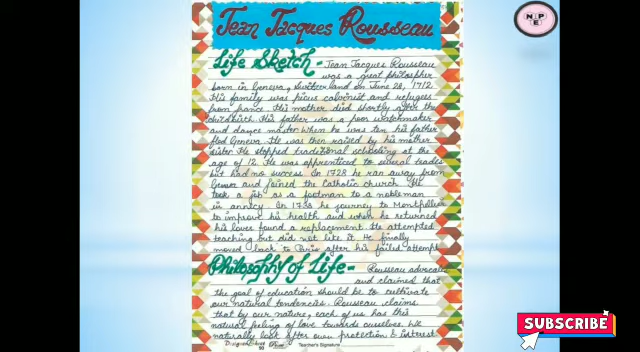 Jean Jacques Rousseau
NPE
Life Sketch - Jean Jacques Rousseau
was a great philosopher
born in Geneva, Switzerland on June 28, 1712.
His family was pious calvinist and refugees
from france. His mother died shortly after the
childbirth. His father was a poor watchmaker
and dance master. When he was ten his father
fled Geneva. He was then raised by his mother
sister. He stopped traditional schooling at the
age of 12. He was apprenticed to several trades
but had no success. In 1728 he ran away from
Geneva and joined the Catholic church. He
took a job as a footman to a nobleman
in annecy. In 1738 he journey to Montpellier
to improve his health and when he returned
his lover found a replacement. He attempted
teaching but did not like it. He finally
moved back to Paris after his failed attempt
Philosophy of Life - Rousseau advocate
and claimed that
the goal of education should be to cultivate
our natural tendencies. Rousseau claims
that by our nature, each of us has this
natural feeling of love towards ourselves. We
naturally look after own protection & interest
Teacher's Signature
SUBSCRIBE